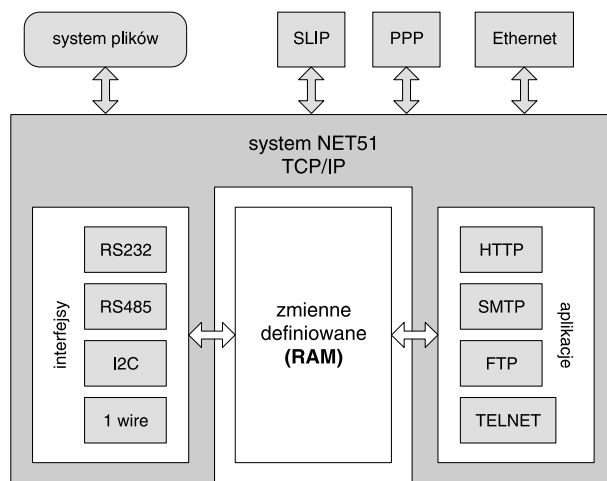 system plików
SLIP
PPP
Ethernet
system NET51
TCP/IP
interfejsy
RS232
RS485
I2C
1 wire
zmienne
definiowane
(RAM)
HTTP
SMTP
FTP
TELNET
aplikacje